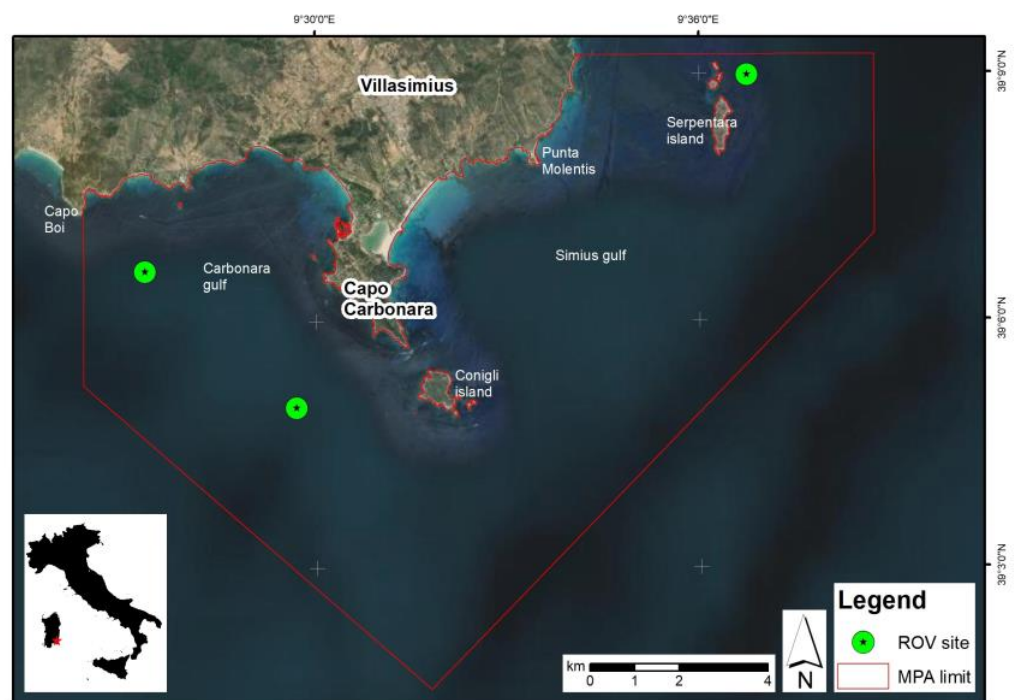 9°30'0"E
9°36'0"E
39°9'0"N
Villasimius
Serpentara
island
Punta
Molentis
Capo
Boi
Carbonara
gulf
Simius gulf
Capo
Carbonara
39°6'0"N
Conigli
island
39°3'0"N
Legend
ROV site
MPA limit
km
0 1 2 4
N